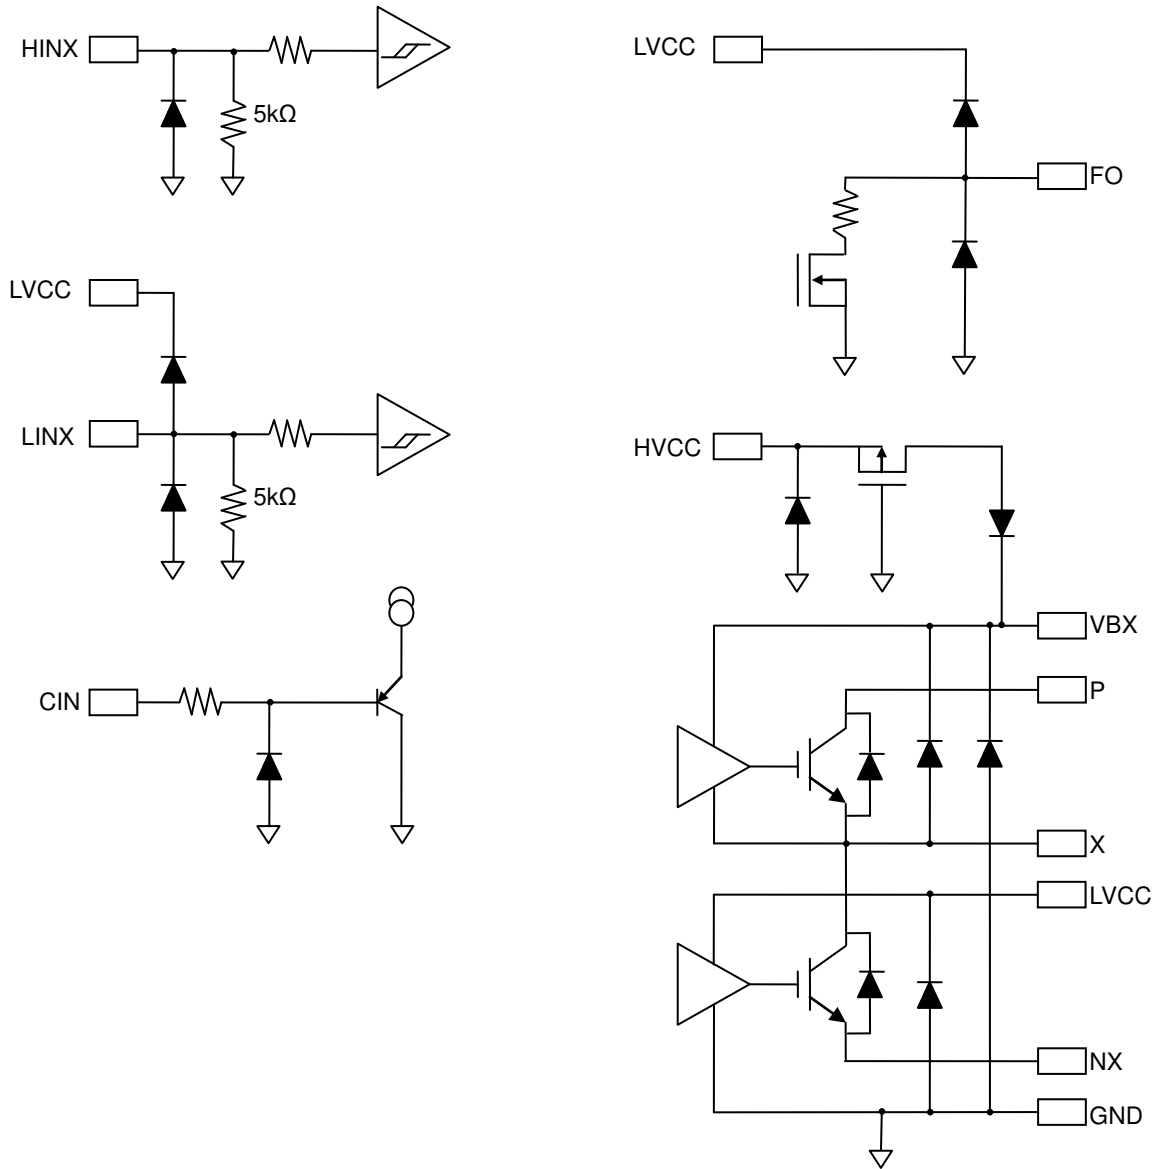 HINX
5kΩ
LVCC
LINX
5kΩ
CIN
LVCC
FO
HVCC
VBX
P
X
LVCC
NX
GND